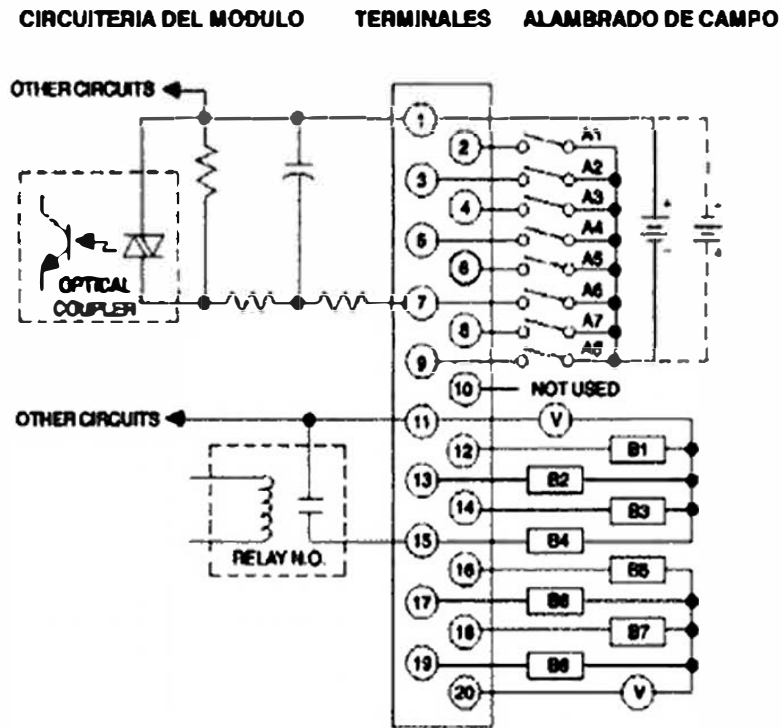 CIRCUITERIA DEL MODULO TERMINALES ALAMBRADO DE CAMPO
OTHER CIRCUITS
1
2 A1
3 A2
4 A3
5 A4
OPTICAL
COUPLER
6 A5
7 A6
8 A7
9 A8
10 NOT USED
OTHER CIRCUITS
11 V
12 B1
13 B2
14 B3
RELAY N.O.
15 B4
16 B5
17 B6
18 B7
19 B8
20 V